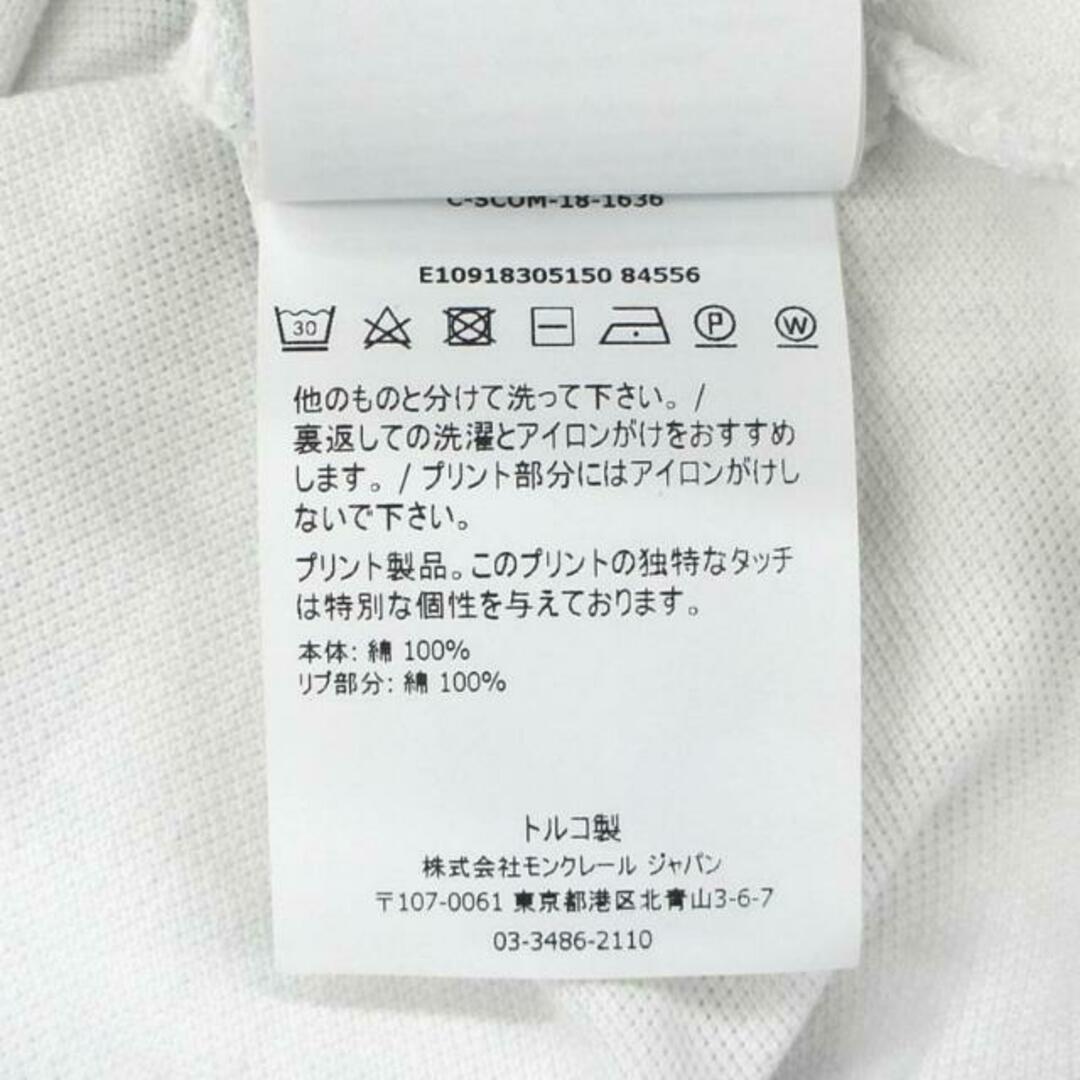 C-SCOM-18-1636
E10918305150 84556
30
P
W
他のものと分けて洗って下さい。/
裏返しての洗濯とアイロンがけをおすすめ
します。/ プリント部分にはアイロンがけし
ないで下さい。
プリント製品。このプリントの独特なタッチ
は特別な個性を与えております。
本体: 綿 100%
リブ部分: 綿 100%
トルコ製
株式会社モンクレール ジャパン
〒107-0061 東京都港区北青山3-6-7
03-3486-2110